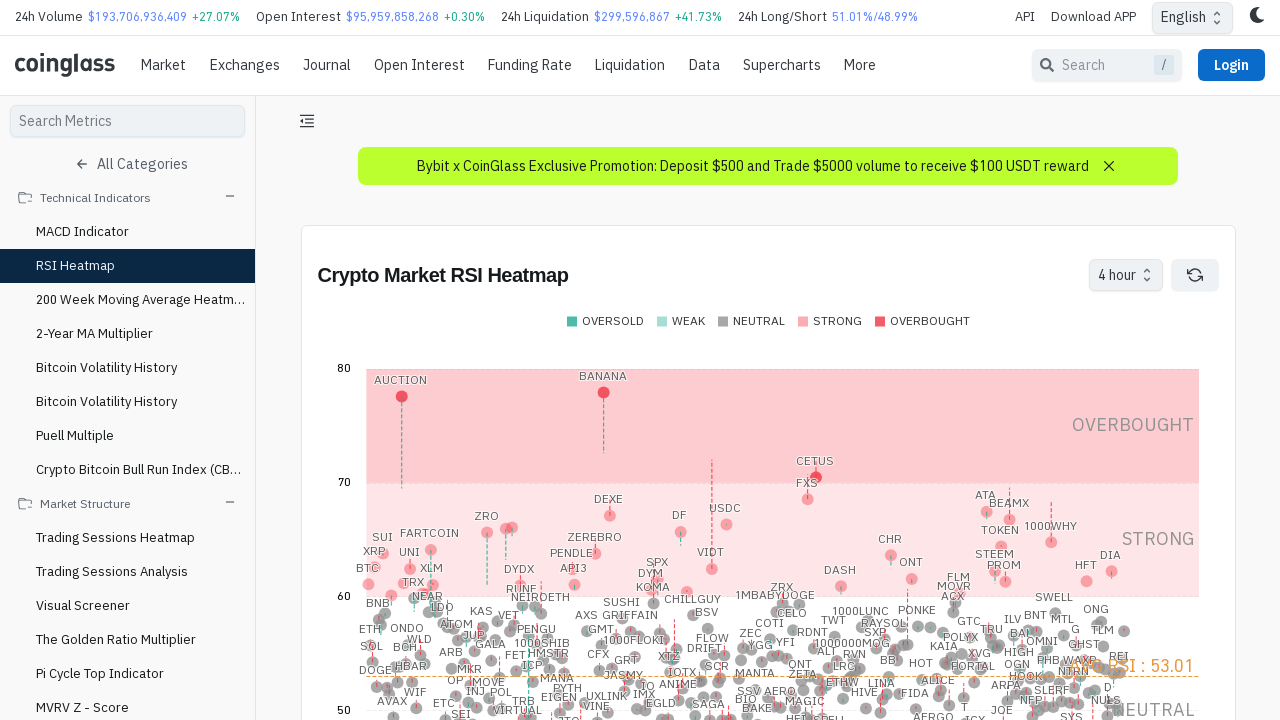 24h Volume $193,706,936,409 +27.07% Open Interest $95,959,858,268 +0.30% 24h Liquidation $299,596,867 +41.73% 24h Long/Short 51.01%/48.99% API Download APP English
coinglass Market Exchanges Journal Open Interest Funding Rate Liquidation Data Supercharts More Search / Login
Search Metrics
All Categories
Technical Indicators
MACD Indicator
RSI Heatmap
200 Week Moving Average Heatm...
2-Year MA Multiplier
Bitcoin Volatility History
Bitcoin Volatility History
Puell Multiple
Crypto Bitcoin Bull Run Index (CB...
Market Structure
Trading Sessions Heatmap
Trading Sessions Analysis
Visual Screener
The Golden Ratio Multiplier
Pi Cycle Top Indicator
MVRV Z - Score
Bybit x CoinGlass Exclusive Promotion: Deposit $500 and Trade $5000 volume to receive $100 USDT reward
Crypto Market RSI Heatmap
4 hour
OVERSOLD WEAK NEUTRAL STRONG OVERBOUGHT
80
AUCTION BANANA
OVERBOUGHT
CETUS
70 FXS
DEXE ATA BEAMX
ZRO DF USDC
SUI FARTCOIN ZEREBRO CHR TOKEN 1000WHY STRONG
XRP UNI PENDLE VIDT STEEM DIA
BTC XLM DYDX API3 SPX DYM DASH ONT PROM HFT
TRX RUNE KOMA ZRX FLM MOVR
60 NEAR NEIROETH CHILLGUY 1MBABYDOGE ACX SWELL
BNB LDO KAS VET SUSHI BSV CELO 1000LUNC PONKE ONG
AXS GRIFFAIN COTI TWT RAYSOL GTC ILV BNT MTL
ETH ONDO ATOM PENGU GMT ZEC RDNT SXP TRU BAL G TLM
WLD JUP 1000SHIB 1000FLOKI FLOW YGG YFI POLYX OMNI
SOL BCH ARB GALA FET HMSTR CFX GRT XTZ DRIFT ALT RVN BB KAIA XVG HIGH PHB GHST REI
DOGE HBAR OP MKR ICP JASMY IOTX SCR MANTA ZETA LRC HOT PORTAL OGN RSI : 53.01
WIF INJ MOVE POL MANA PYTH EIGEN UXLINK IMX IO ANIME AERO MAGIC ETHW HIVE LINA FIDA ALICE ARPA HOOK SLERF NTRN
AVAX ETC VIRTUAL TRB VINE EGLD SAGA BAKE NFP NULS
50 SEI AERGO JOE SYS NEUTRAL